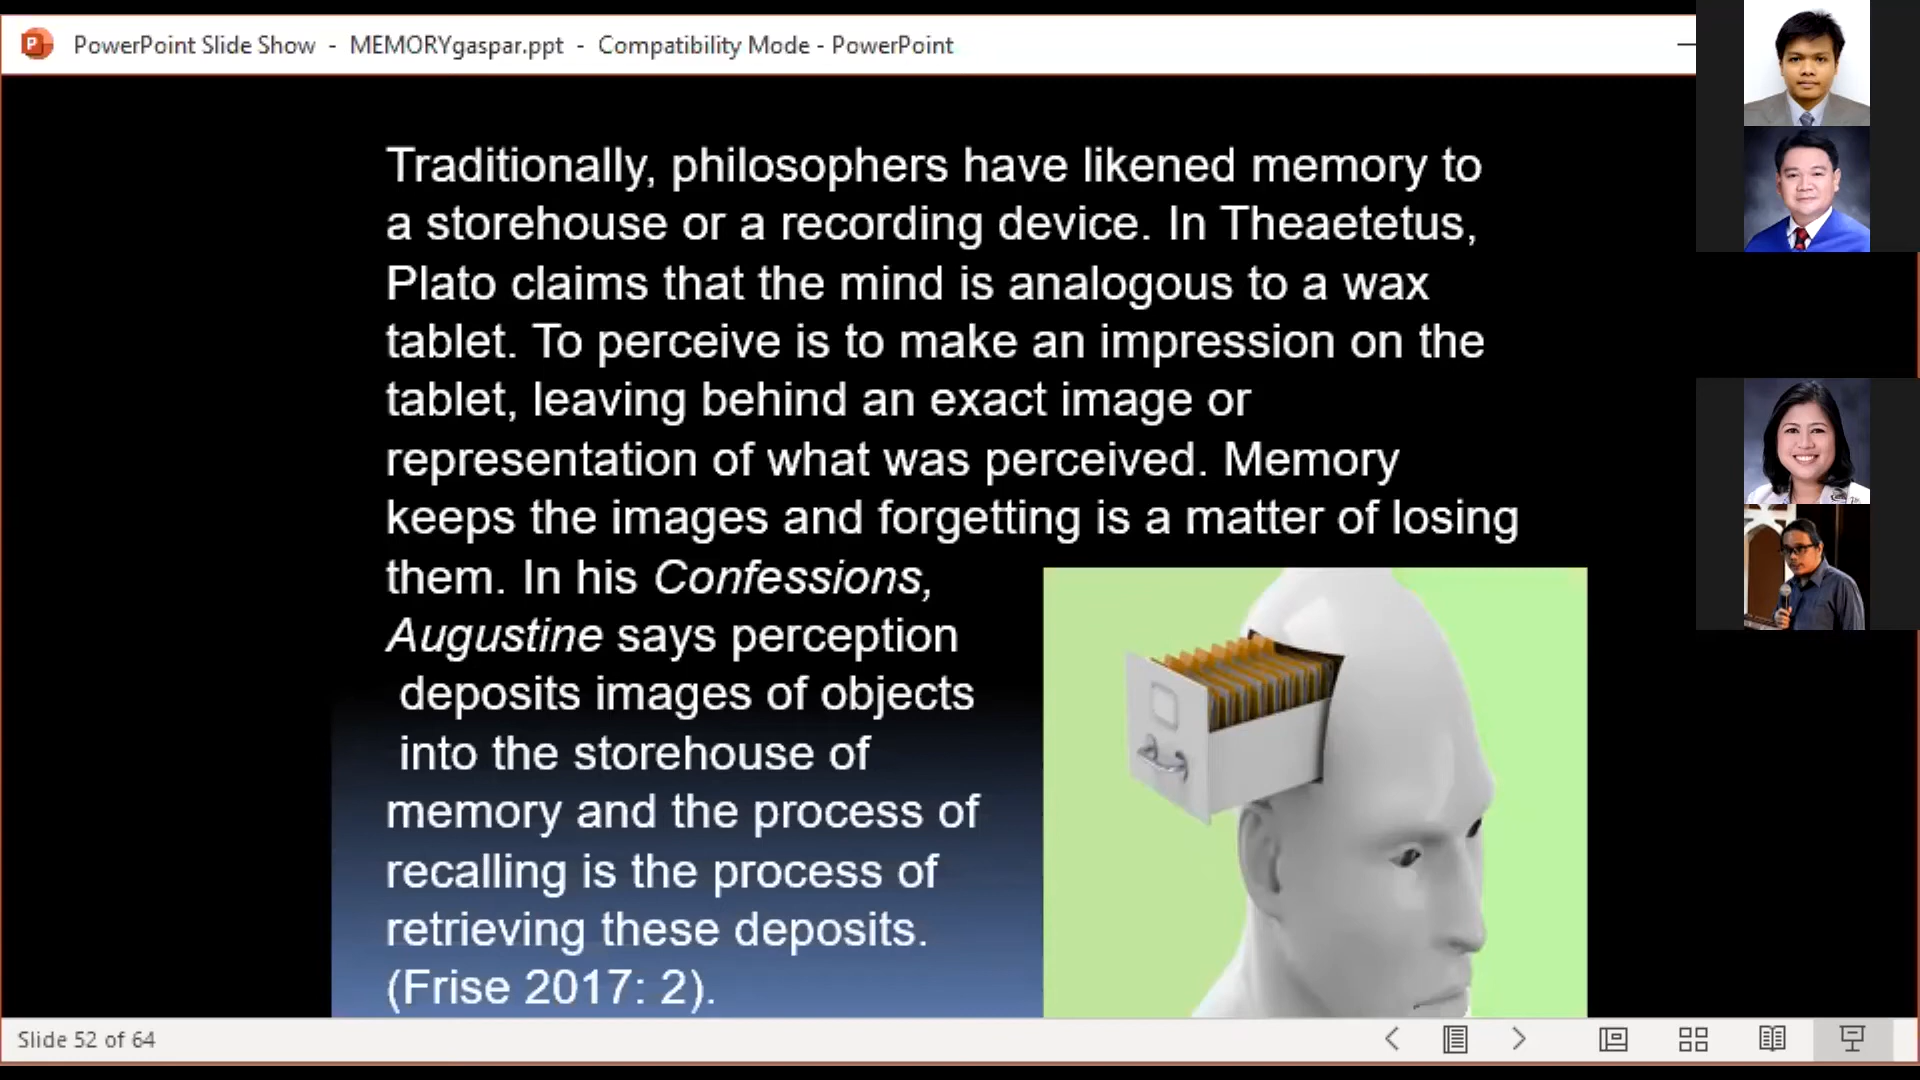 PowerPoint Slide Show - MEMORYgaspar.ppt - Compatibility Mode - PowerPoint
Traditionally, philosophers have likened memory to
a storehouse or a recording device. In Theaetetus,
Plato claims that the mind is analogous to a wax
tablet. To perceive is to make an impression on the
tablet, leaving behind an exact image or
representation of what was perceived. Memory
keeps the images and forgetting is a matter of losing
them. In his Confessions,
Augustine says perception
deposits images of objects
into the storehouse of
memory and the process of
recalling is the process of
retrieving these deposits.
(Frise 2017: 2).
Slide 52 of 64